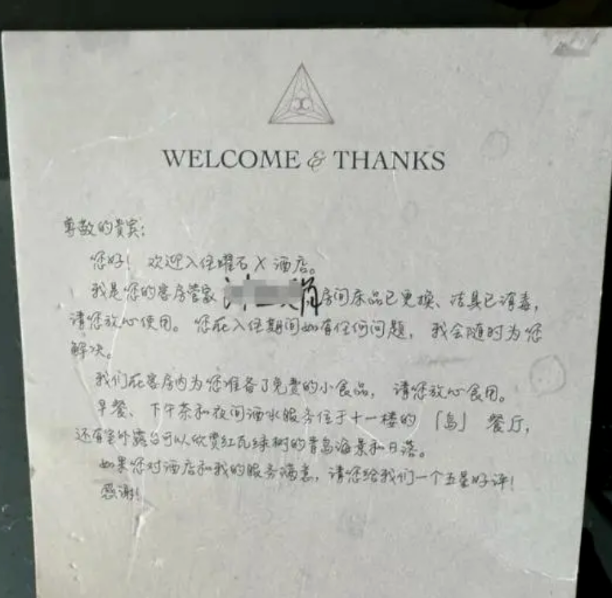 WELCOME & THANKS
尊敬的贵宾：
您好！欢迎入住曜石X酒店。
我是您的客房管家 房间床品已更换、洁具已消毒，
请您放心使用。您在入住期间如有任何问题，我会随时为您
解决。
我们在客房内为您准备了免费的小食品，请您放心食用。
早餐、下午茶和夜间酒水服务位于十一楼的「岛」餐厅，
还有室外露台可以欣赏红瓦绿树的青岛海景和日落。
如果您对酒店和我的服务满意，请您给我们一个五星好评！
感谢！